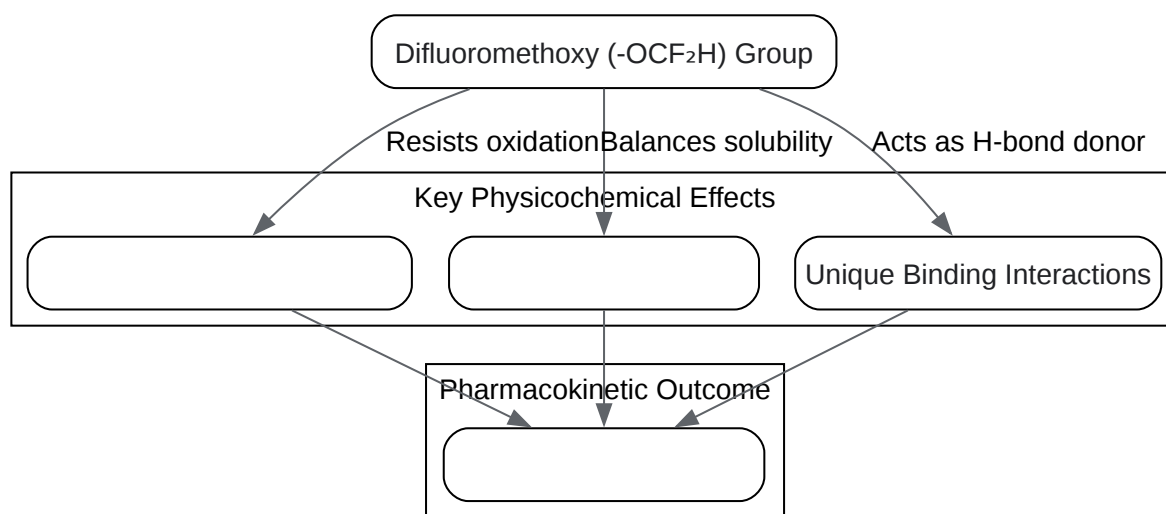 Difluoromethoxy (-OCF₂H) Group
Resists oxidation
Balances solubility
Acts as H-bond donor
Key Physicochemical Effects
Unique Binding Interactions
Pharmacokinetic Outcome